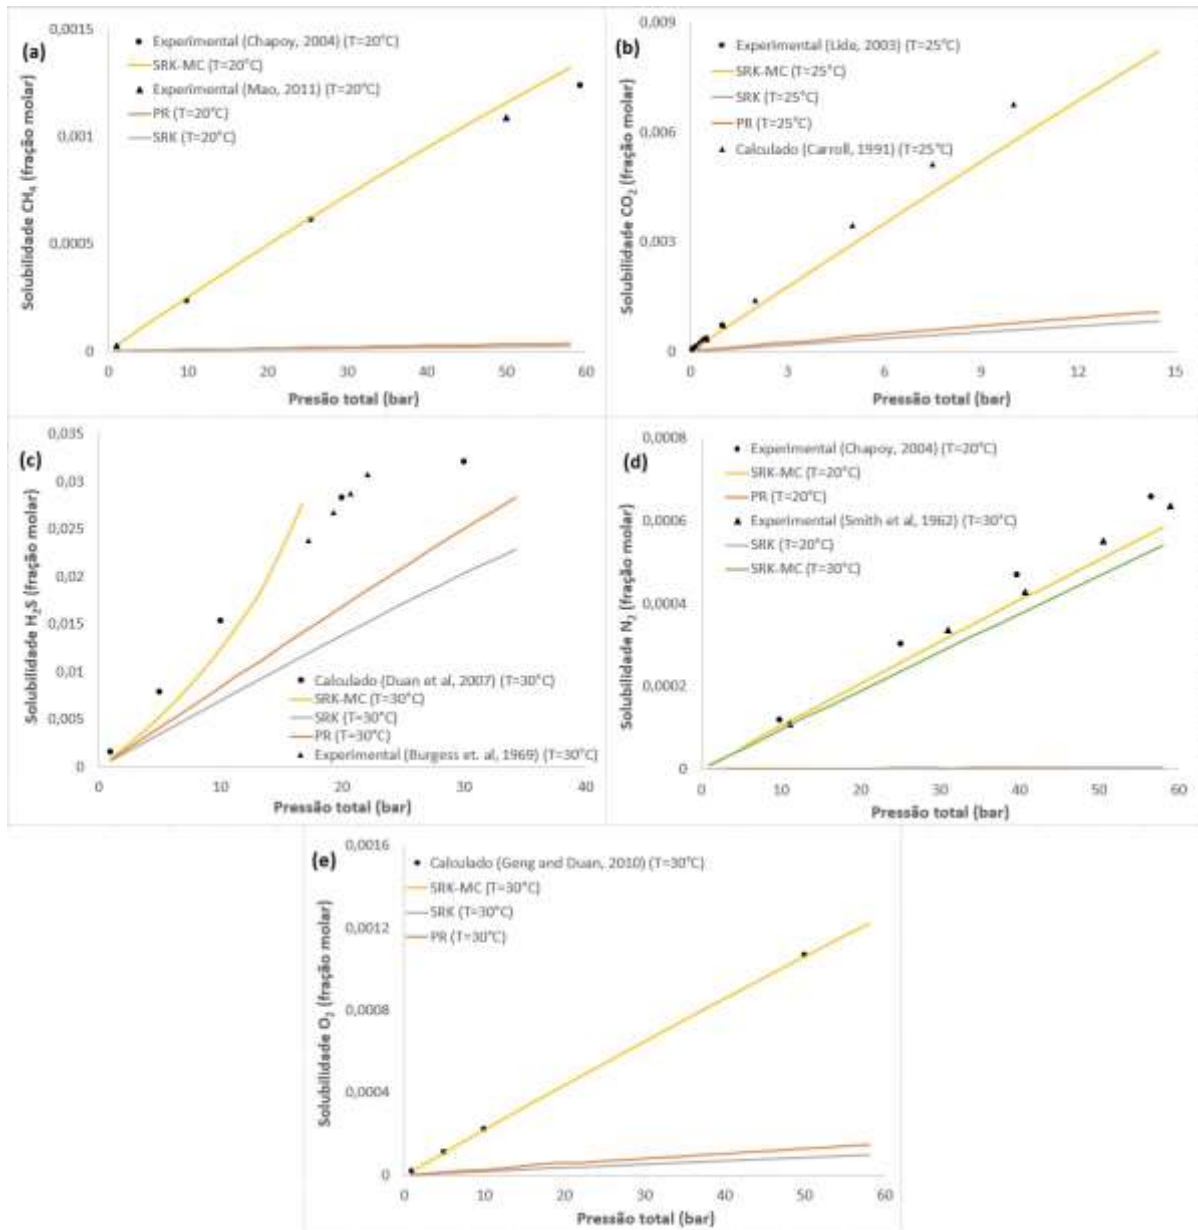 (a)
0,0015
Experimental (Chapoy, 2004) (T=20°C)
SRK-MC (T=20°C)
Experimental (Mao, 2011) (T=20°C)
PR (T=20°C)
SRK (T=20°C)
0,001
0,0005
0
Solubilidade CH₄ (fração molar)
0 10 20 30 40 50 60
Presão total (bar)
(b)
0,009
Experimental (Lide, 2003) (T=25°C)
SRK-MC (T=25°C)
SRK (T=25°C)
PR (T=25°C)
Calculado (Carroll, 1991) (T=25°C)
0,006
0,003
0
Solubilidade CO₂ (fração molar)
0 3 6 9 12 15
Pressão total (bar)
(c)
0,035
0,03
0,025
0,02
0,015
0,01
0,005
0
Solubilidade H₂S (fração molar)
Calculado (Duan et al, 2007) (T=30°C)
SRK-MC (T=30°C)
SRK (T=30°C)
PR (T=30°C)
Experimental (Burgess et. al, 1969) (T=30°C)
0 10 20 30 40
Pressão total (bar)
(d)
0,0008
Experimental (Chapoy, 2004) (T=20°C)
SRK-MC (T=20°C)
PR (T=20°C)
Experimental (Smith et al, 1962) (T=30°C)
SRK (T=20°C)
SRK-MC (T=30°C)
0,0006
0,0004
0,0002
0
Solubilidade N₂ (fração molar)
0 10 20 30 40 50 60
Pressão total (bar)
(e)
0,0016
Calculado (Geng and Duan, 2010) (T=30°C)
SRK-MC (T=30°C)
SRK (T=30°C)
PR (T=30°C)
0,0012
0,0008
0,0004
0
Solubilidade O₂ (fração molar)
0 10 20 30 40 50 60
Pressão total (bar)